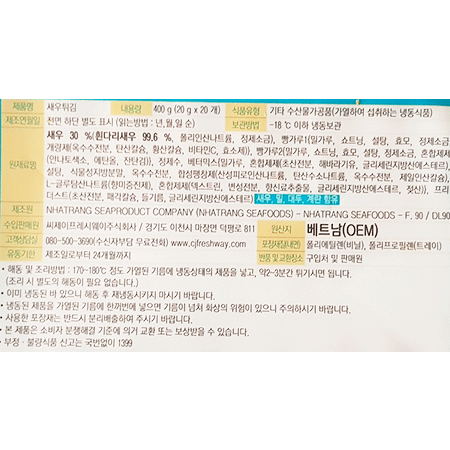 제품명 새우튀김 내용량 400 g (20 g x 20 개) 식품유형 기타 수산물가공품(가열하여 섭취하는 냉동식품)
제조연월일 전면 하단 별도 표시 (읽는방법 : 년,월,일 순) 보관방법 -18 ℃ 이하 냉동보관
원재료명 새우 30 %(흰다리새우 99.6 %, 폴리인산나트륨, 정제소금), 빵가루1(밀가루, 쇼트닝, 설탕, 효모, 정제소금,
개량제(옥수수전분, 탄산칼슘, 황산칼슘, 비타민C, 효소제)), 빵가루2(밀가루, 쇼트닝, 효모, 설탕, 정제소금, 혼합제제
(안나토색소, 에탄올, 잔탄검)), 정제수, 베터믹스(밀가루, 혼합제제(초산전분, 해바라기유, 글리세린지방산에스테르),
설탕, 식물성유지분말, 옥수수전분, 합성팽창제(산성피로인산나트륨, 탄산수소나트륨, 옥수수전분, 제일인산칼슘),
L-글루탐산나트륨(향미증진제), 혼합제제(덱스트린, 변성전분, 향신료추출물, 글리세린지방산에스테르, 젖산)), 프리
더스트(밀가루, 초산전분, 매스틱검, 들기름, 글리세린지방산에스테르) 새우, 밀, 대두, 계란 함유
제조원 NHATRANG SEAPRODUCT COMPANY (NHATRANG SEAFOODS) - F. 90 / DL90
수입판매원 씨제이프레시웨이주식회사 / 경기도 이천시 마장면 덕평로 811 원산지 베트남(OEM)
고객상담실 080-500-3690(수신자부담 무료전화) www.cjfreshway.com 포장재질(내면) 폴리에틸렌(비닐), 폴리프로필렌(트레이)
유통기한 제조일로부터 24개월까지 반품 및 교환장소 구입처 및 판매원
• 해동 및 조리방법 : 170-180℃ 정도 가열된 기름에 냉동상태의 제품을 넣고, 약2~3분간 튀기시면 됩니다.
(조리 시 별도의 해동이 필요 없습니다.)
• 이미 냉동된 바 있으니 해동 후 재냉동시키지 마시기 바랍니다.
• 냉동된 제품을 가열된 기름에 한꺼번에 넣으면 기름이 넘쳐 화상의 위험이 있으니 주의하시기 바랍니다.
• 사용한 포장재는 반드시 분리배출하여 주시기 바랍니다.
• 본 제품은 소비자 분쟁해결 기준에 의거 교환 또는 보상받을 수 있습니다.
• 부정 · 불량식품 신고는 국번없이 1399